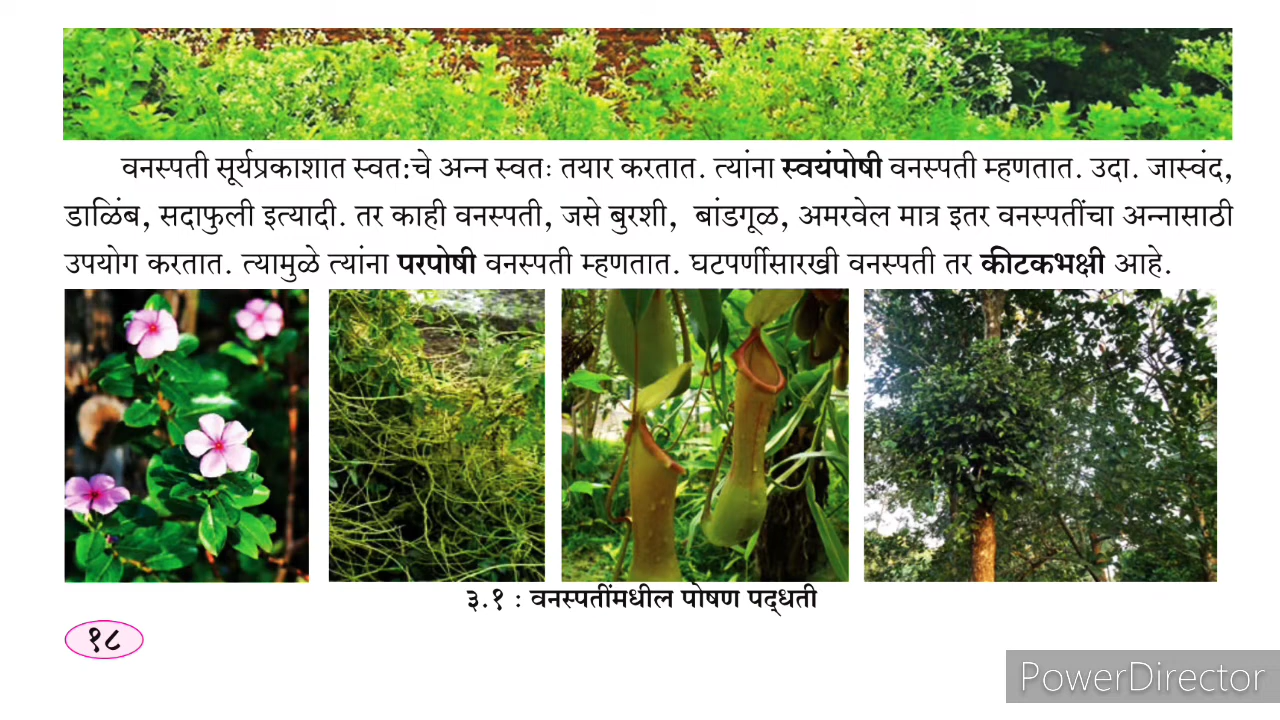 वनस्पती सूर्यप्रकाशात स्वत:चे अन्न स्वतः तयार करतात. त्यांना स्वयंपोषी वनस्पती म्हणतात. उदा. जास्वंद,
डाळिंब, सदाफुली इत्यादी. तर काही वनस्पती, जसे बुरशी, बांडगूळ, अमरवेल मात्र इतर वनस्पतींचा अन्नासाठी
उपयोग करतात. त्यामुळे त्यांना परपोषी वनस्पती म्हणतात. घटपर्णीसारखी वनस्पती तर कीटकभक्षी आहे.
३.१ : वनस्पतींमधील पोषण पद्धती
१८
PowerDirector